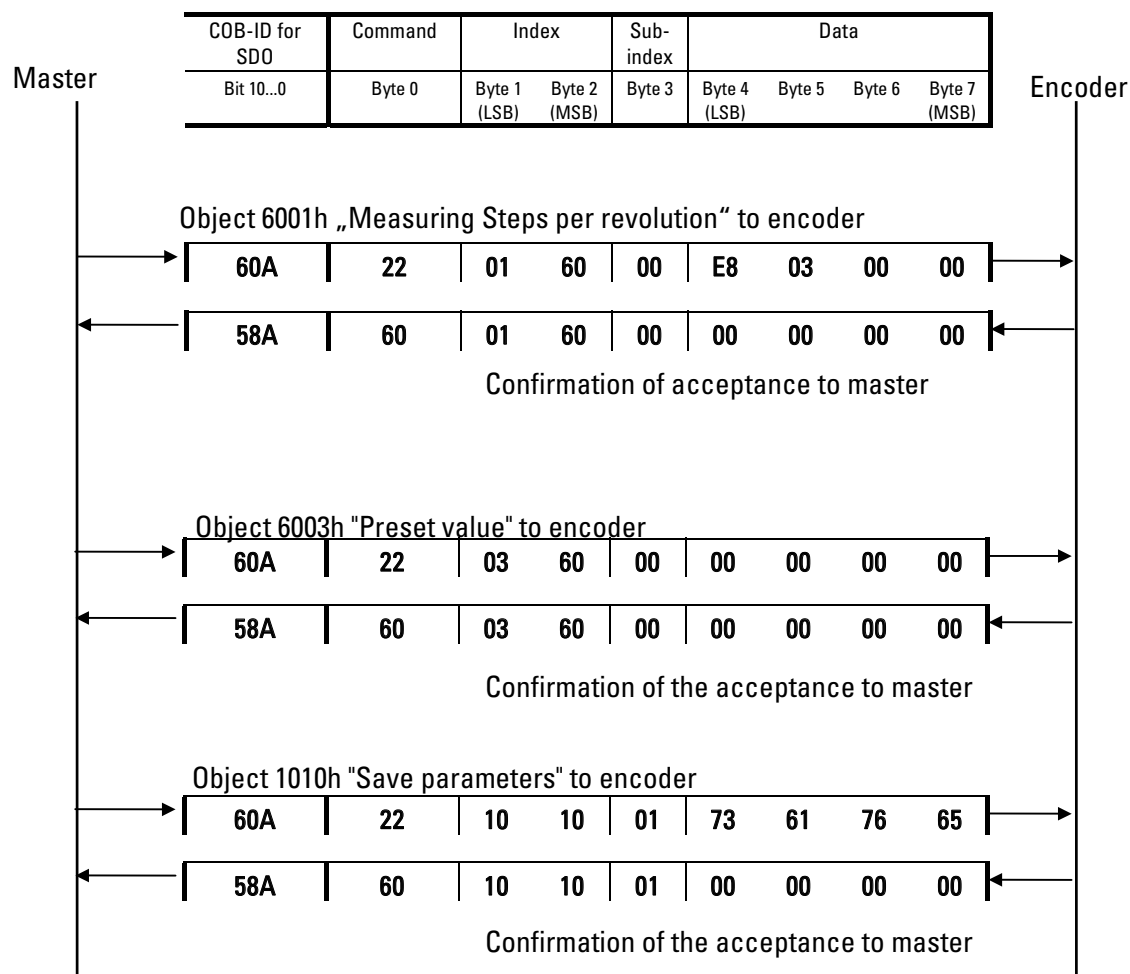 COB-ID for SDO Command Index Sub-index Data
Master Bit 10...0 Byte 0 Byte 1 (LSB) Byte 2 (MSB) Byte 3 Byte 4 (LSB) Byte 5 Byte 6 Byte 7 (MSB) Encoder
Object 6001h „Measuring Steps per revolution“ to encoder
60A 22 01 60 00 E8 03 00 00
58A 60 01 60 00 00 00 00 00
Confirmation of acceptance to master
Object 6003h "Preset value" to encoder
60A 22 03 60 00 00 00 00 00
58A 60 03 60 00 00 00 00 00
Confirmation of the acceptance to master
Object 1010h "Save parameters" to encoder
60A 22 10 10 01 73 61 76 65
58A 60 10 10 01 00 00 00 00
Confirmation of the acceptance to master